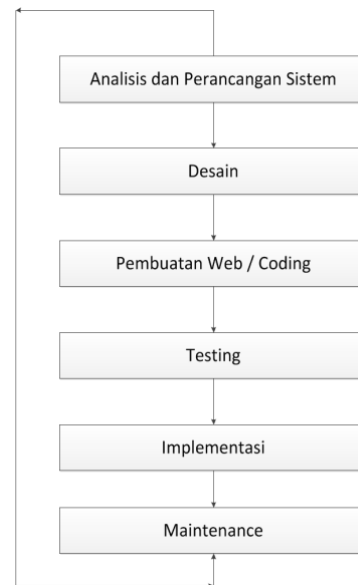 Analisis dan Perancangan Sistem
Desain
Pembuatan Web / Coding
Testing
Implementasi
Maintenance